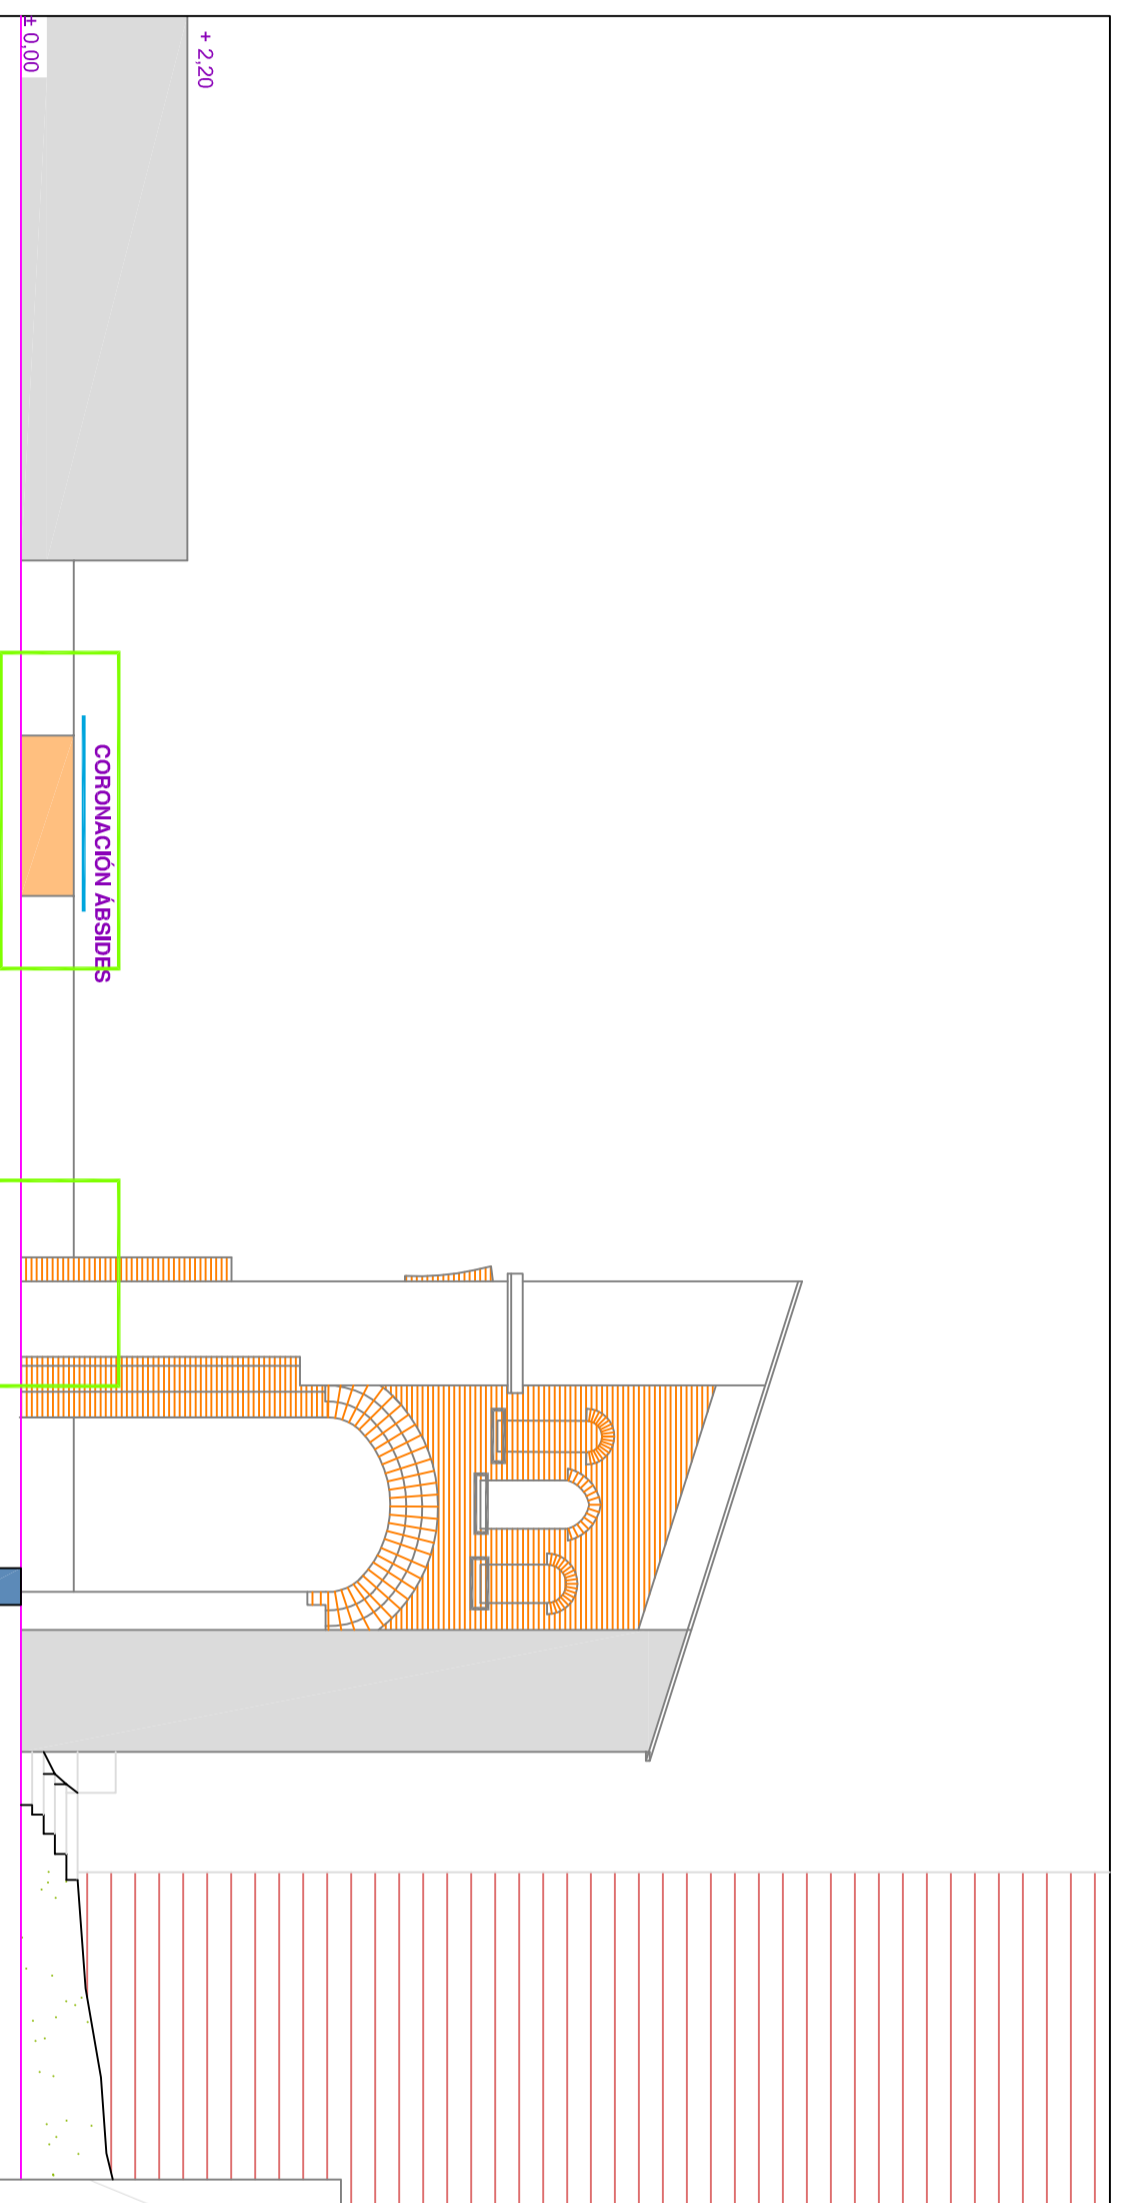 + 2,20
± 0,00
CORONACIÓN ÁBSIDES